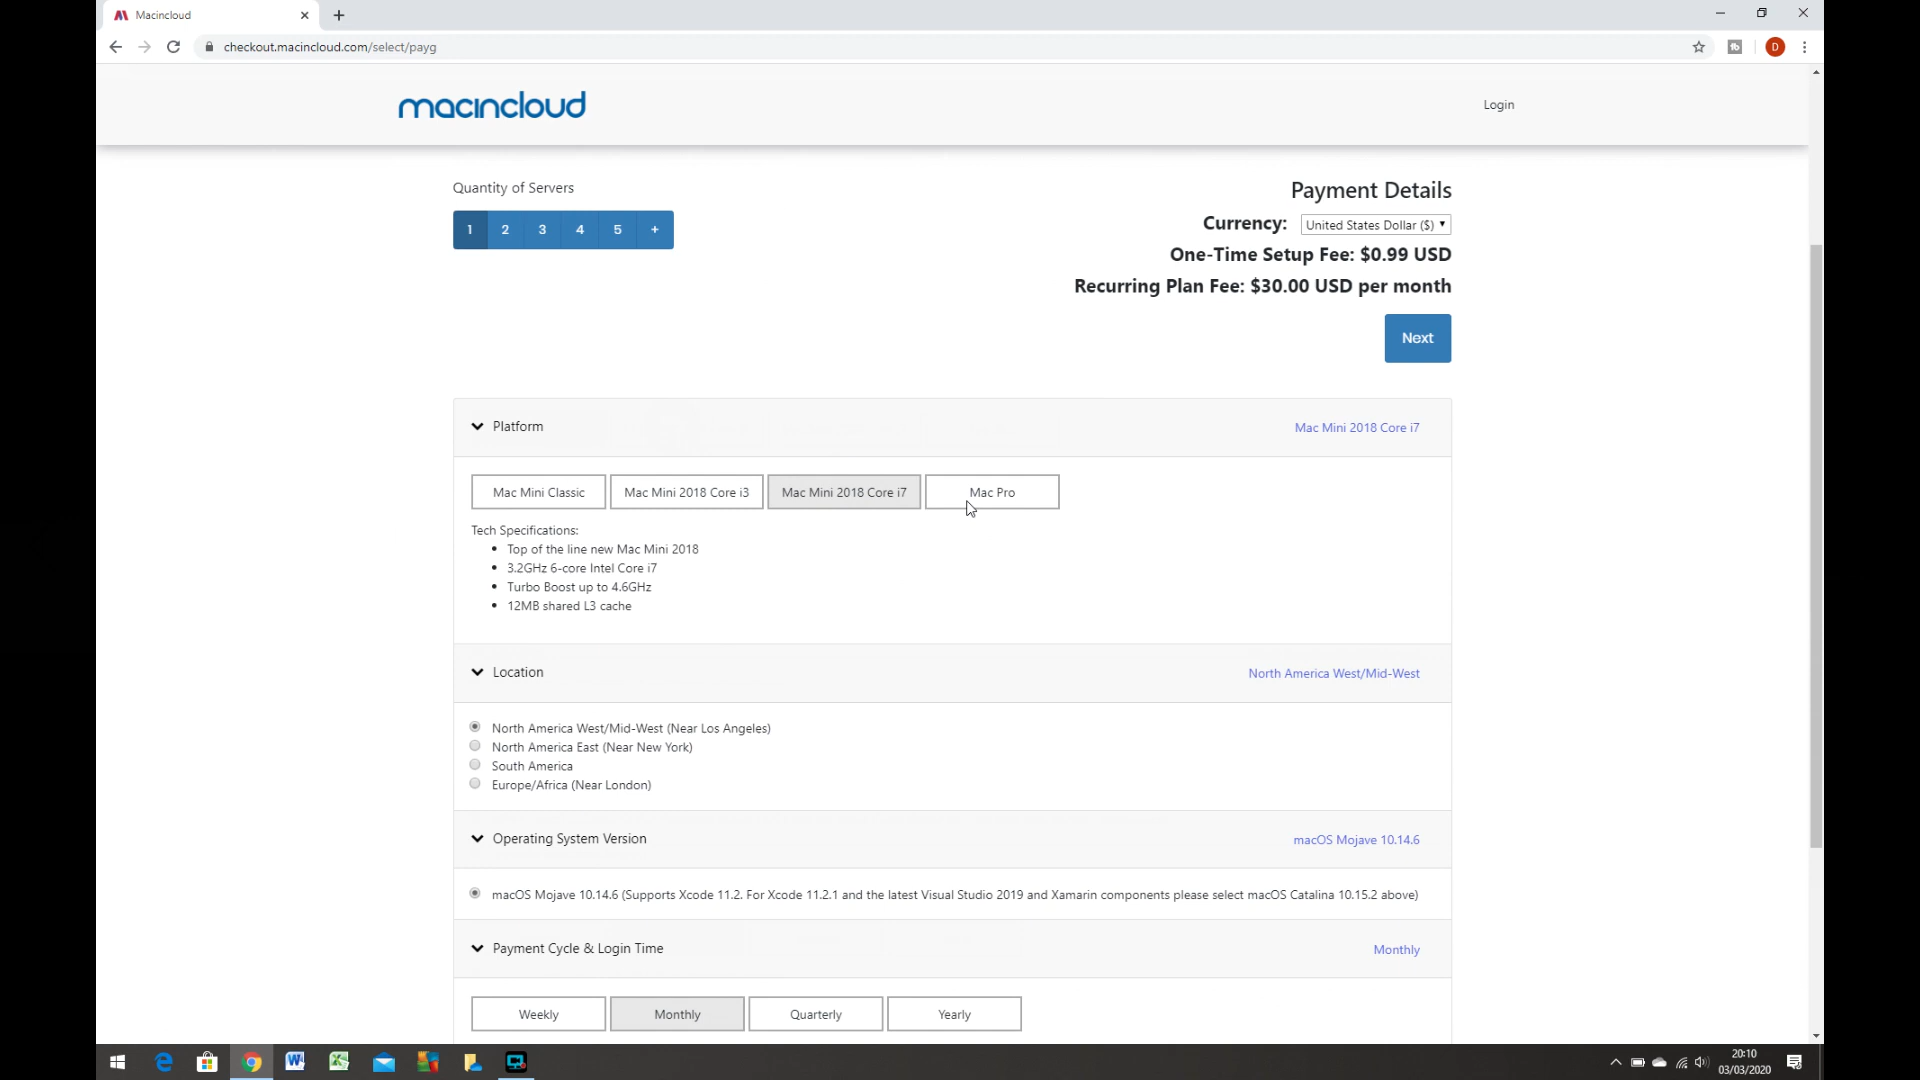 Macincloud
checkout.macincloud.com/select/payg
D
macincloud
Login
Quantity of Servers
1 2 3 4 5 +
Payment Details
Currency: United States Dollar ($)
One-Time Setup Fee: $0.99 USD
Recurring Plan Fee: $30.00 USD per month
Next
Platform
Mac Mini 2018 Core i7
Mac Mini Classic
Mac Mini 2018 Core i3
Mac Mini 2018 Core i7
Mac Pro
Tech Specifications:
Top of the line new Mac Mini 2018
3.2GHz 6-core Intel Core i7
Turbo Boost up to 4.6GHz
12MB shared L3 cache
Location
North America West/Mid-West
North America West/Mid-West (Near Los Angeles)
North America East (Near New York)
South America
Europe/Africa (Near London)
Operating System Version
macOS Mojave 10.14.6
macOS Mojave 10.14.6 (Supports Xcode 11.2. For Xcode 11.2.1 and the latest Visual Studio 2019 and Xamarin components please select macOS Catalina 10.15.2 above)
Payment Cycle & Login Time
Monthly
Weekly
Monthly
Quarterly
Yearly
20:10
03/03/2020